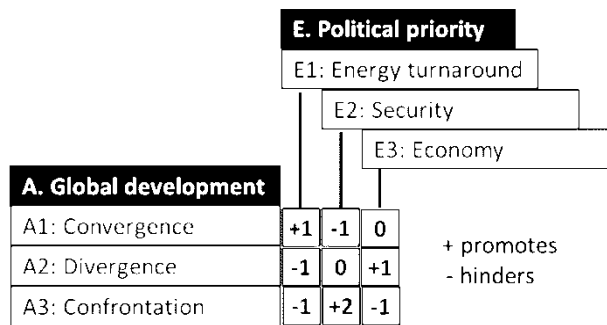 E. Political priority
E1: Energy turnaround
E2: Security
E3: Economy
A. Global development
A1: Convergence +1 -1 0
A2: Divergence -1 0 +1
A3: Confrontation -1 +2 -1
+ promotes
- hinders